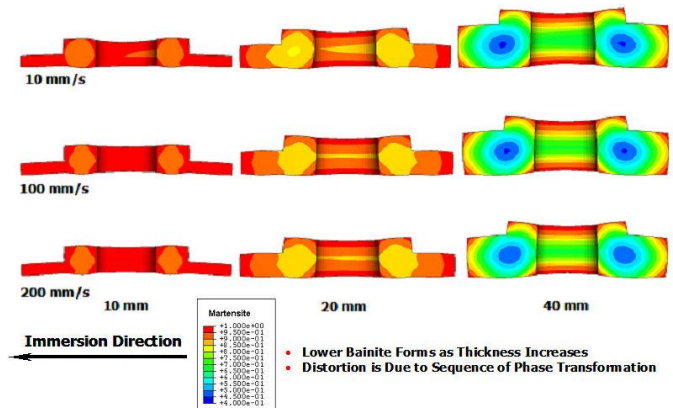 10 mm/s
100 mm/s
200 mm/s
10 mm
20 mm
40 mm
Immersion Direction
Martensite
+1.000e+00
+9.500e-01
+9.000e-01
+8.500e-01
+8.000e-01
+7.500e-01
+7.000e-01
+6.500e-01
+6.000e-01
+5.500e-01
+5.000e-01
+4.500e-01
+4.000e-01
• Lower Bainite Forms as Thickness Increases
• Distortion is Due to Sequence of Phase Transformation